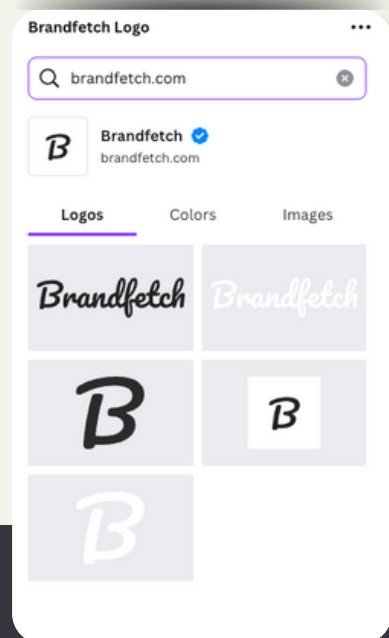 Brandfetch Logo
brandfetch.com
B
Brandfetch
brandfetch.com
Logos Colors Images
Brandfetch Brandfetch
B B
B